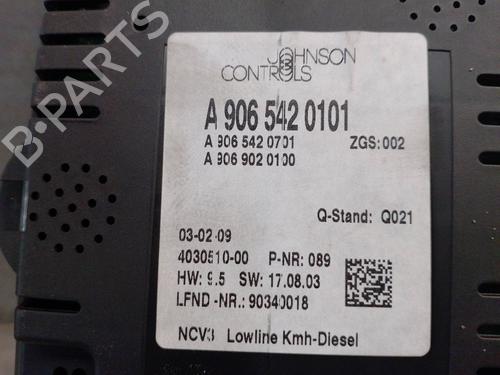 JOHNSON
CONTROLS
A 906 542 0101
A 906 542 0701 ZGS: 002
A 906 902 0100
Q-Stand: Q021
03-02-09
4030510-00 P-NR: 089
HW: 9.5 SW: 17.08.03
LFND -NR.: 90340018
NCV3 Lowline Kmh-Diesel
B-PARTS